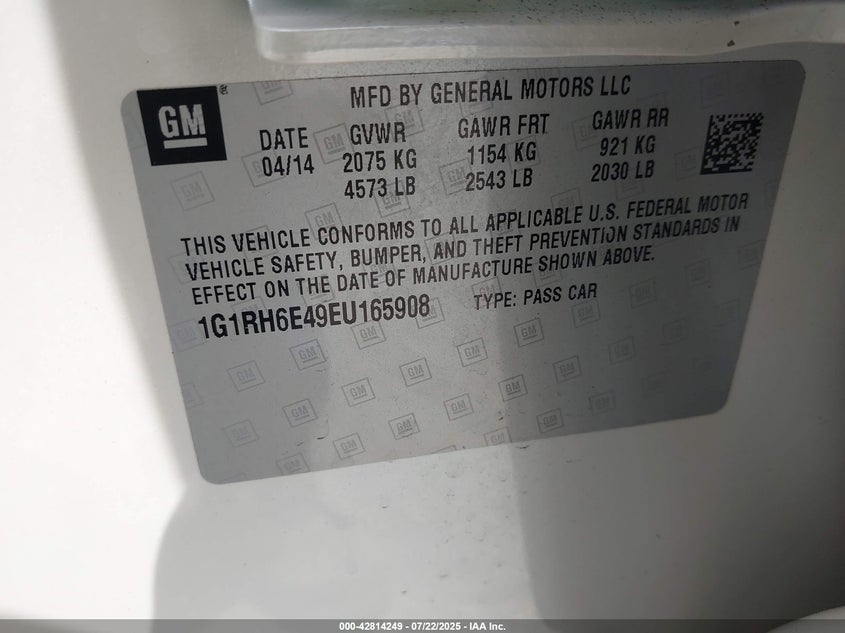 GM ® MFD BY GENERAL MOTORS LLC
DATE GVWR GAWR FRT GAWR RR
04/14 2075 KG 1154 KG 921 KG
4573 LB 2543 LB 2030 LB
THIS VEHICLE CONFORMS TO ALL APPLICABLE U.S. FEDERAL MOTOR
VEHICLE SAFETY, BUMPER, AND THEFT PREVENTION STANDARDS IN
EFFECT ON THE DATE OF MANUFACTURE SHOWN ABOVE.
1G1RH6E49EU165908 TYPE: PASS CAR
000-42814249 - 07/22/2025 - IAA Inc.